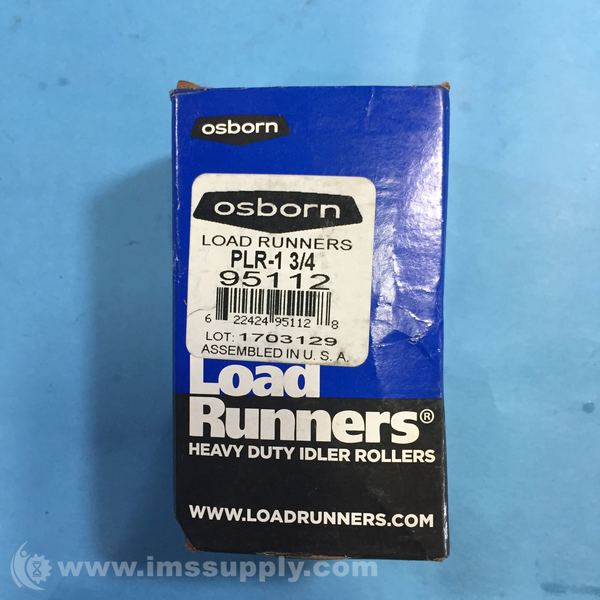 osborn
osborn
LOAD RUNNERS
PLR-1 3/4
95112
6 22424 95112 8
LOT: 1703129
ASSEMBLED IN U. S. A.
Load
Runners®
HEAVY DUTY IDLER ROLLERS
WWW.LOADRUNNERS.COM
www.imssupply.com